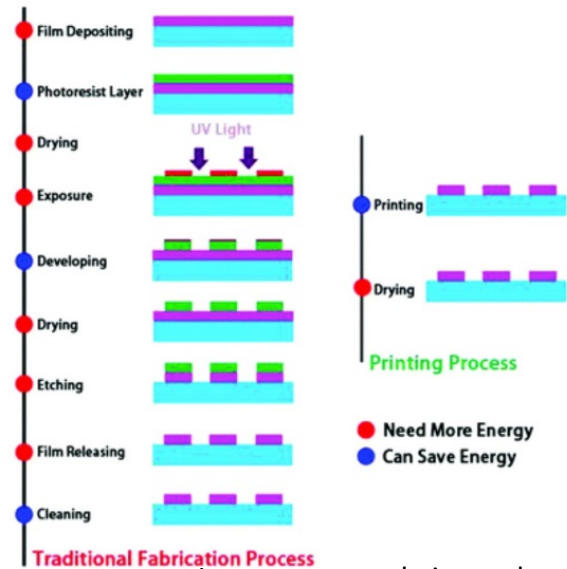 Film Depositing
Photoresist Layer
UV Light
Drying
Exposure
Developing
Drying
Etching
Film Releasing
Cleaning
Traditional Fabrication Process
Printing
Drying
Printing Process
Need More Energy
Can Save Energy